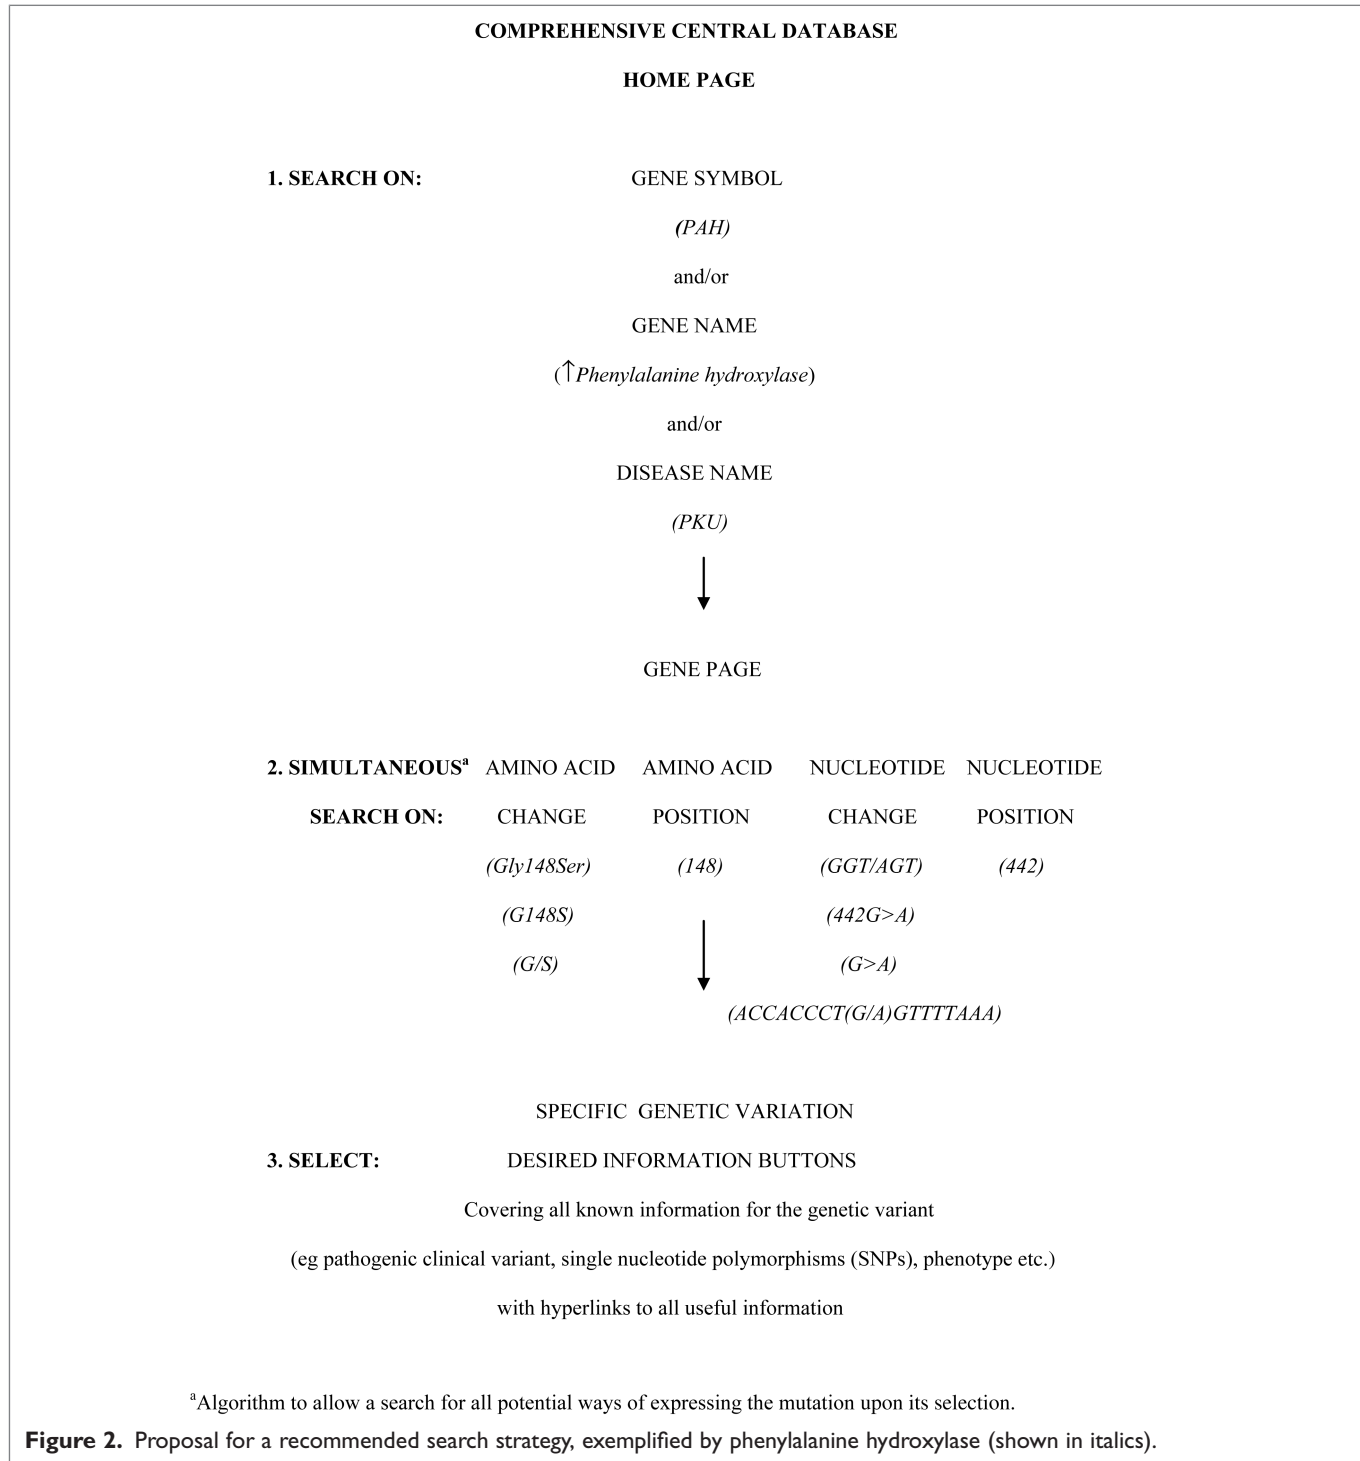 COMPREHENSIVE CENTRAL DATABASE
HOME PAGE
1. SEARCH ON: GENE SYMBOL
(PAH)
and/or
GENE NAME
(↑Phenylalanine hydroxylase)
and/or
DISEASE NAME
(PKU)
GENE PAGE
2. SIMULTANEOUSa AMINO ACID AMINO ACID NUCLEOTIDE NUCLEOTIDE
SEARCH ON: CHANGE POSITION CHANGE POSITION
(Gly148Ser) (148) (GGT/AGT) (442)
(G148S) (442G>A)
(G/S) (G>A)
(ACCACCCT(G/A)GTTTTAAA)
SPECIFIC GENETIC VARIATION
3. SELECT: DESIRED INFORMATION BUTTONS
Covering all known information for the genetic variant
(eg pathogenic clinical variant, single nucleotide polymorphisms (SNPs), phenotype etc.)
with hyperlinks to all useful information
aAlgorithm to allow a search for all potential ways of expressing the mutation upon its selection.
Figure 2. Proposal for a recommended search strategy, exemplified by phenylalanine hydroxylase (shown in italics).